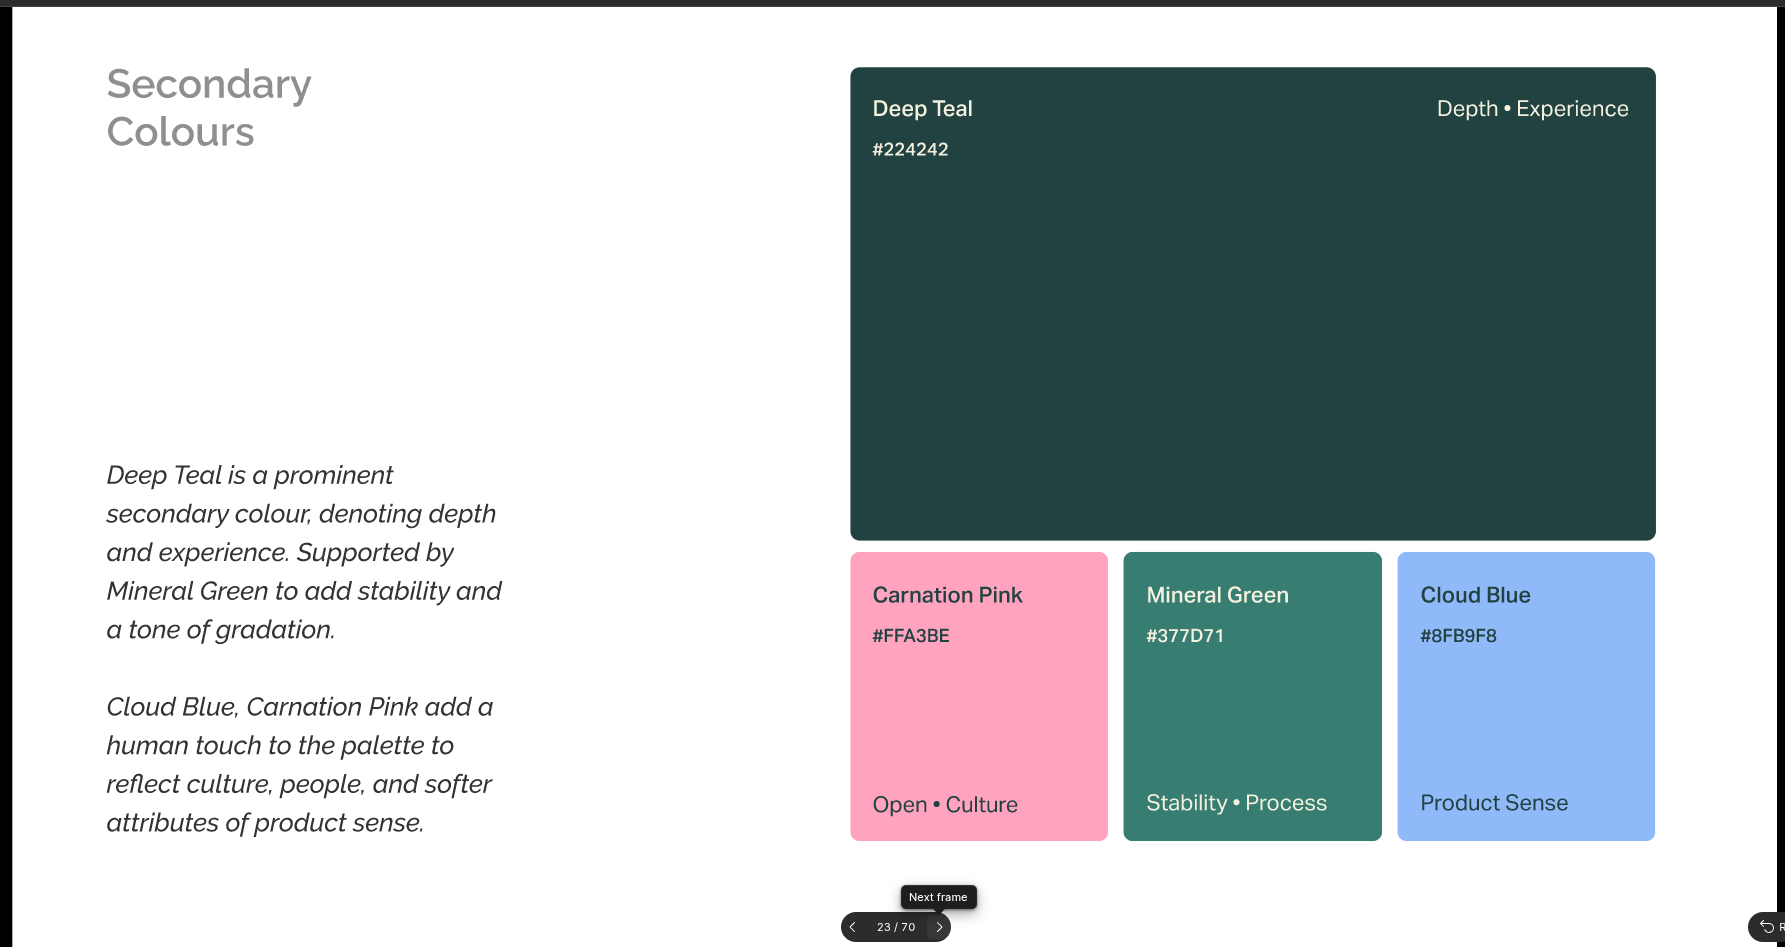 Secondary
Colours
Deep Teal is a prominent
secondary colour, denoting depth
and experience. Supported by
Mineral Green to add stability and
a tone of gradation.
Cloud Blue, Carnation Pink add a
human touch to the palette to
reflect culture, people, and softer
attributes of product sense.
Deep Teal
Depth • Experience
#224242
Carnation Pink
#FFA3BE
Open • Culture
Mineral Green
#377D71
Stability • Process
Cloud Blue
#8FB9F8
Product Sense
Next frame
23 / 70